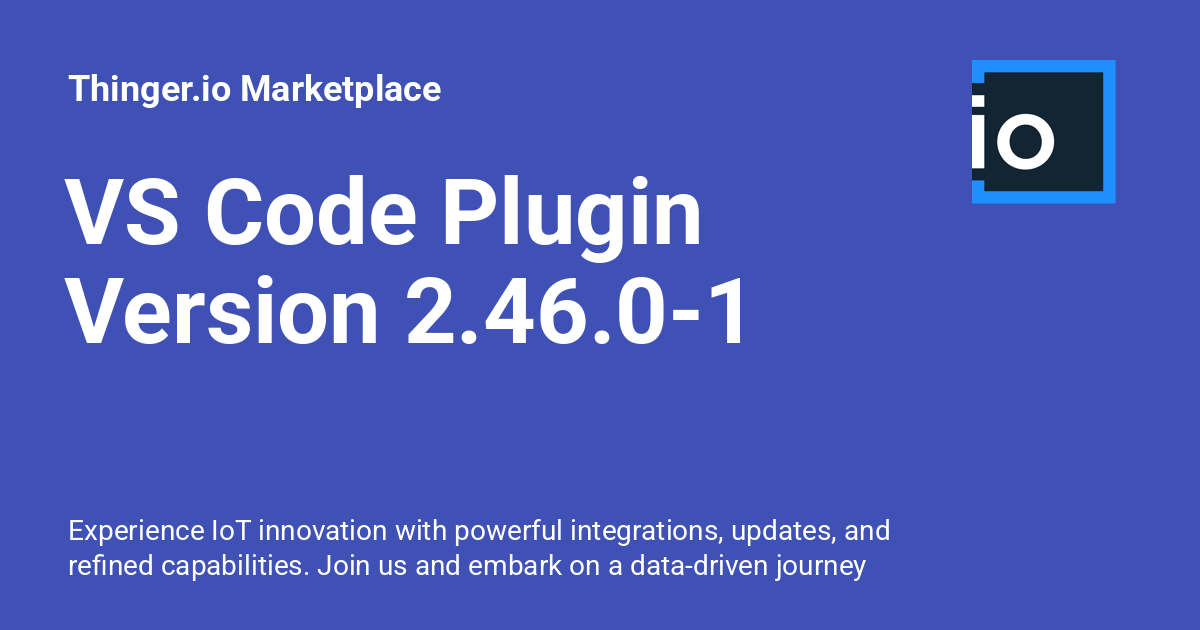 Thinger.io Marketplace
io
VS Code Plugin
Version 2.46.0-1
Experience IoT innovation with powerful integrations, updates, and
refined capabilities. Join us and embark on a data-driven journey